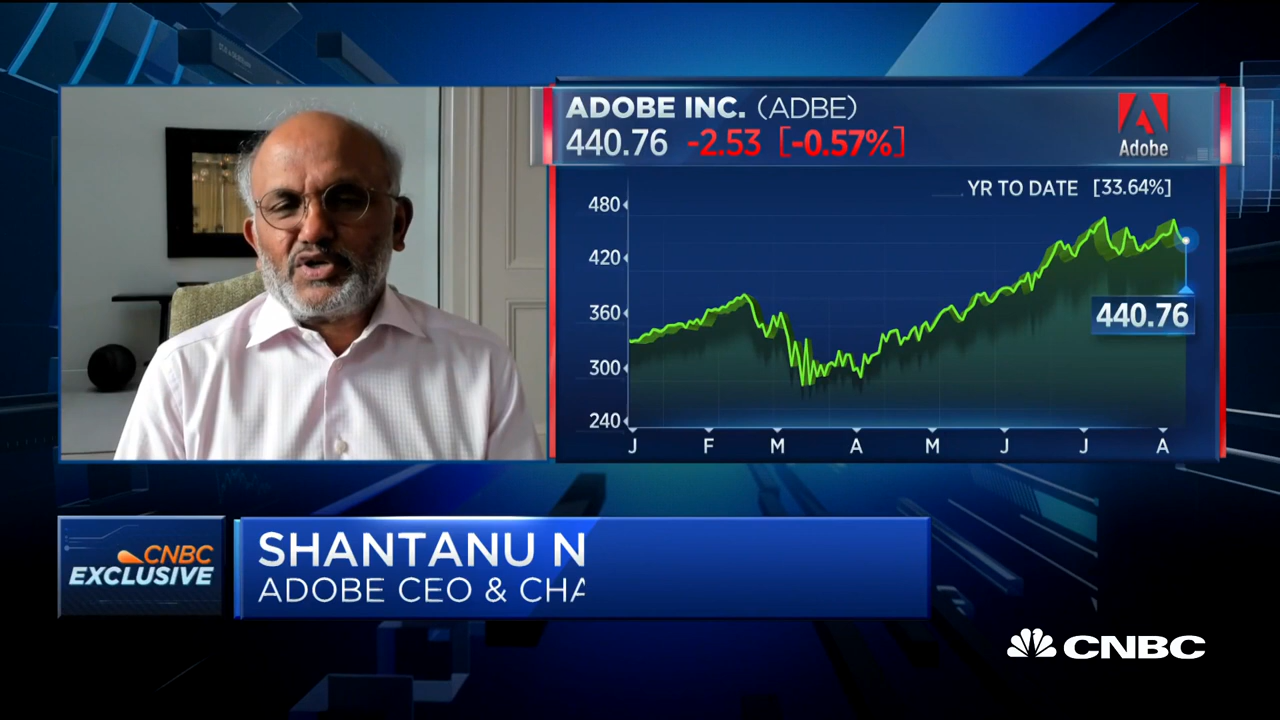 ADOBE INC. (ADBE)
440.76 -2.53 [-0.57%]
Adobe
YR TO DATE [33.64%]
480
420
360
300
240
440.76
J F M A M J J A
CNBC
EXCLUSIVE
SHANTANU N
ADOBE CEO & CHA
CNBC